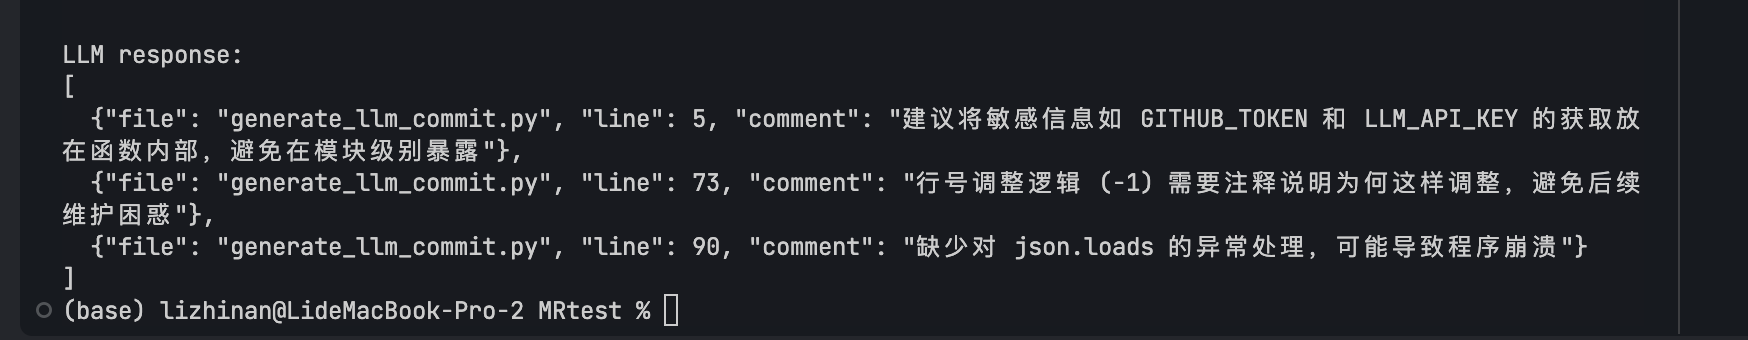 LLM response:
[
  {"file": "generate_llm_commit.py", "line": 5, "comment": "建议将敏感信息如 GITHUB_TOKEN 和 LLM_API_KEY 的获取放
在函数内部，避免在模块级别暴露"},
  {"file": "generate_llm_commit.py", "line": 73, "comment": "行号调整逻辑 (-1) 需要注释说明为何这样调整，避免后续
维护困惑"},
  {"file": "generate_llm_commit.py", "line": 90, "comment": "缺少对 json.loads 的异常处理，可能导致程序崩溃"}
]
(base) lizhinan@LideMacBook-Pro-2 MRtest %